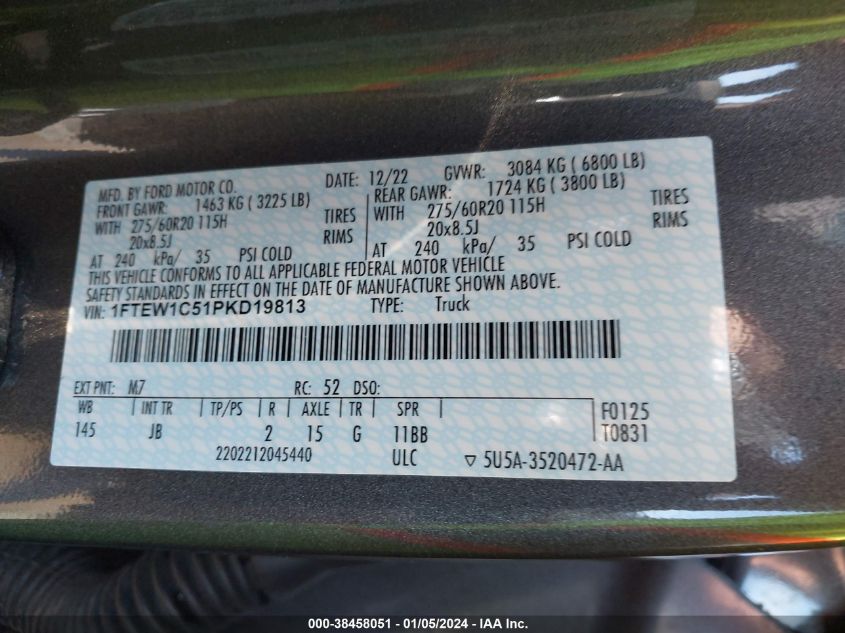 MFD. BY FORD MOTOR CO. DATE: 12/22 GVWR: 3084 KG ( 6800 LB)
FRONT GAWR: 1463 KG ( 3225 LB) REAR GAWR: 1724 KG ( 3800 LB)
WITH 275/60R20 115H TIRES WITH 275/60R20 115H TIRES
20x8.5J RIMS 20x8.5J RIMS
AT 240 kPa/ 35 PSI COLD AT 240 kPa/ 35 PSI COLD
THIS VEHICLE CONFORMS TO ALL APPLICABLE FEDERAL MOTOR VEHICLE
SAFETY STANDARDS IN EFFECT ON THE DATE OF MANUFACTURE SHOWN ABOVE.
VIN: 1FTEW1C51PKD19813 TYPE: Truck
EXT PNT: M7 RC: 52 DSO:
WB INT TR TP/PS R AXLE TR SPR F0125
145 JB 2 15 G 11BB T0831
2202212045440 ULC ▽ 5U5A-3520472-AA
000-38458051 - 01/05/2024 - U.S.A., INC.